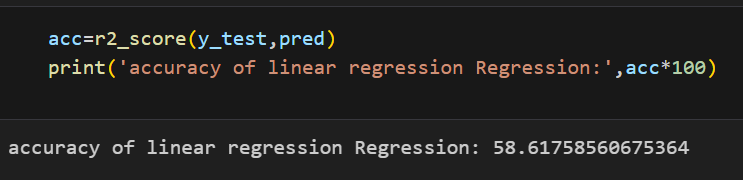 acc=r2_score(y_test,pred)
print('accuracy of linear regression Regression:',acc*100)
accuracy of linear regression Regression: 58.61758560675364